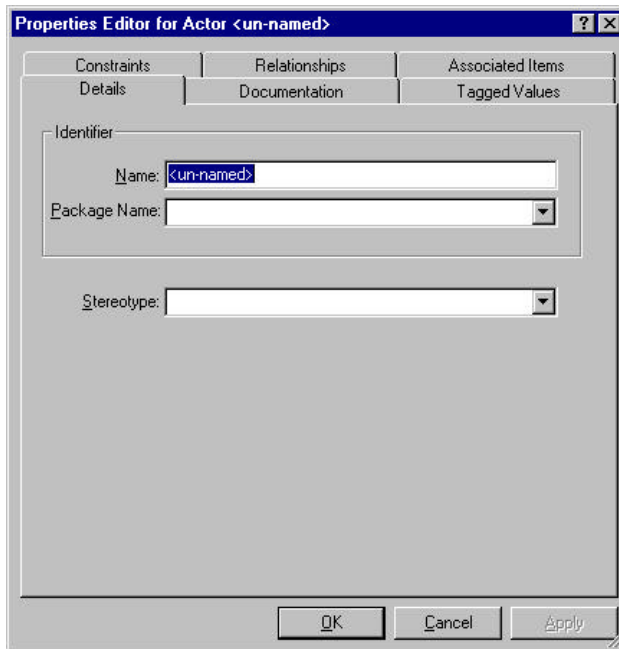 Properties Editor for Actor <un-named>
Constraints Relationships Associated Items
Details Documentation Tagged Values
Identifier
Name: <un-named>
Package Name:
Stereotype:
OK Cancel Apply